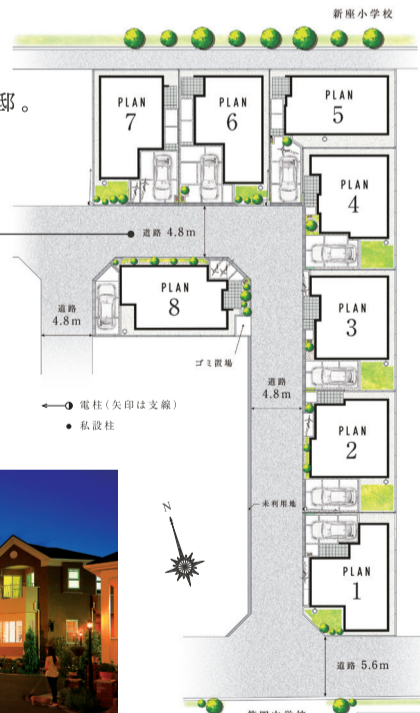 新座小学校
邸。
PLAN
7
PLAN
6
PLAN
5
PLAN
4
道路 4.8m
道路
4.8m
PLAN
8
PLAN
3
ゴミ置場
道路
4.8m
電柱(矢印は支線)
私設柱
PLAN
2
未利用地
N
PLAN
1
道路 5.6m